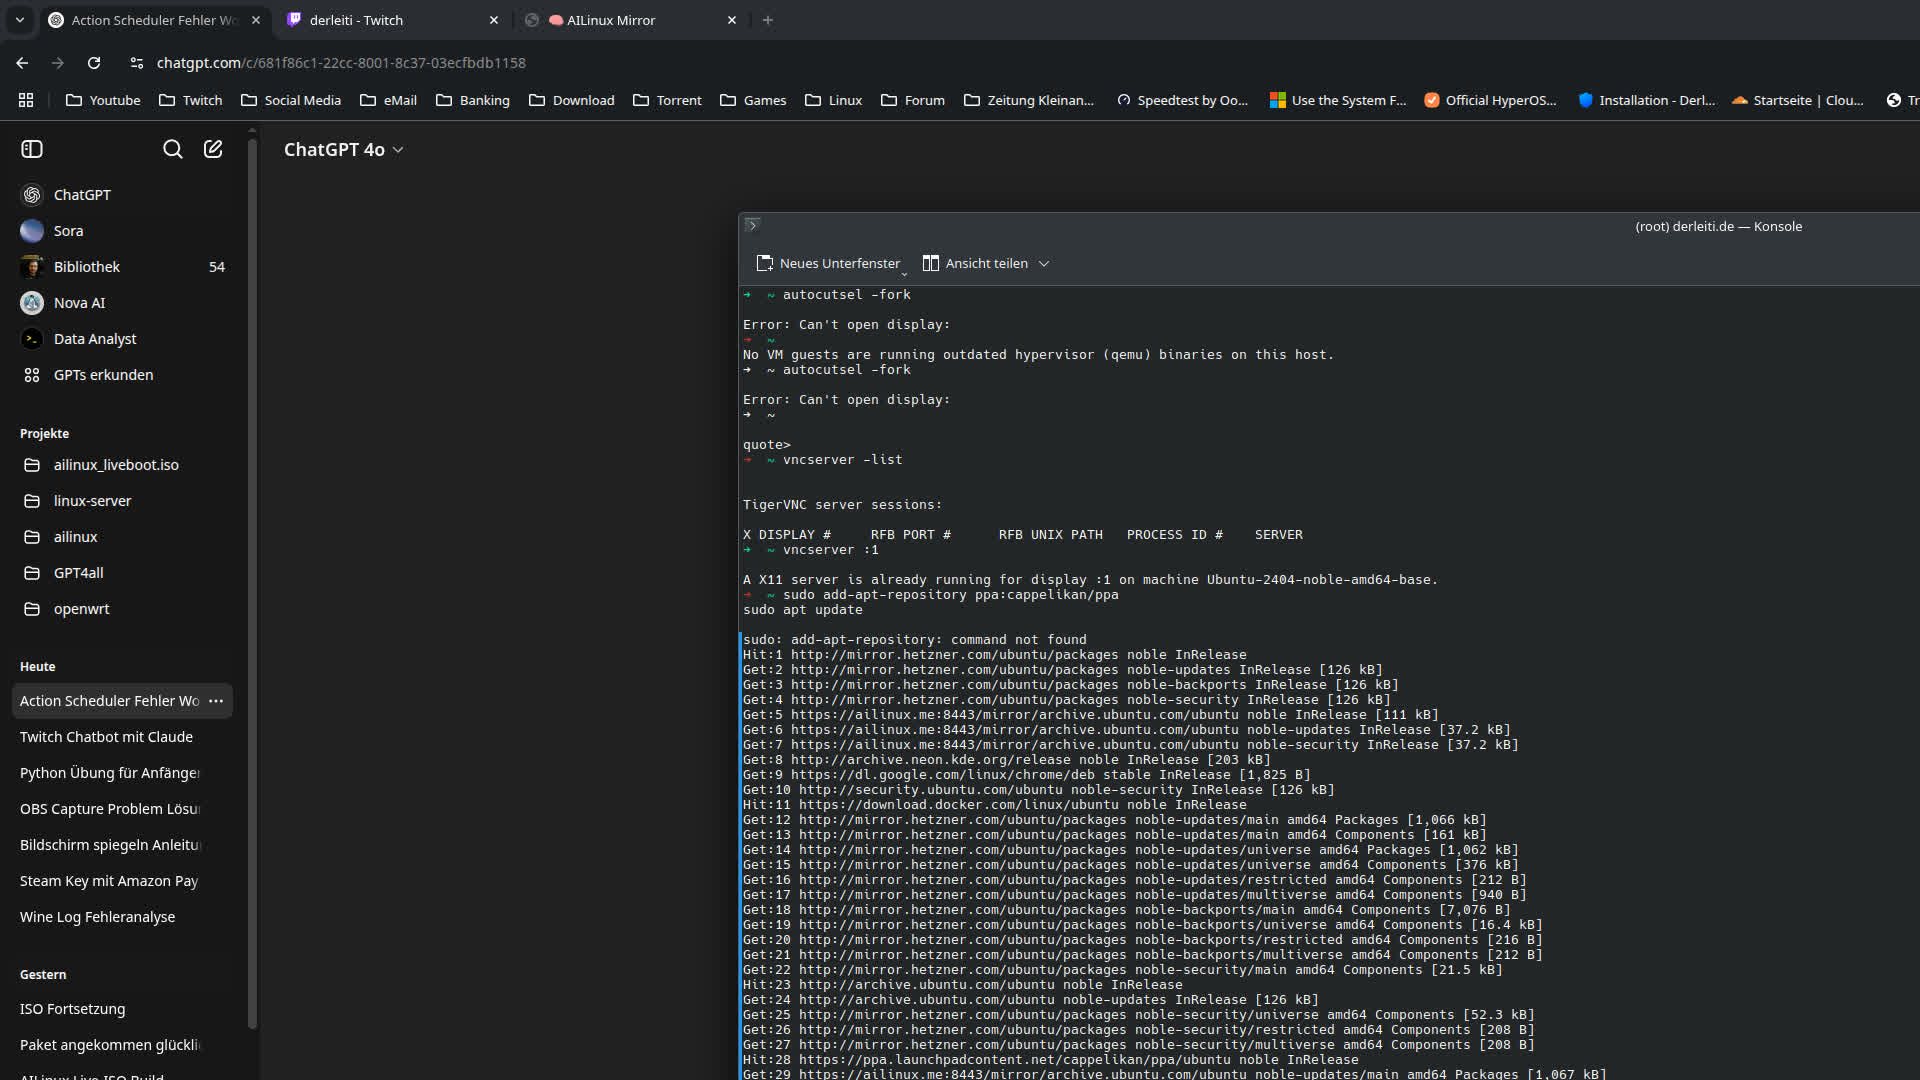 Action Scheduler Fehler Wo
derleiti - Twitch
AILinux Mirror
chatgpt.com/c/681f86c1-22cc-8001-8c37-03ecfbdb1158
Youtube
Twitch
Social Media
eMail
Banking
Download
Torrent
Games
Linux
Forum
Zeitung Kleinan...
Speedtest by Oo...
Use the System F...
Official HyperOS...
Installation - Derl...
Startseite | Clou...
Tr
ChatGPT 4o
ChatGPT
Sora
Bibliothek 54
Nova AI
Data Analyst
GPTs erkunden
Projekte
ailinux_liveboot.iso
linux-server
ailinux
GPT4all
openwrt
Heute
Action Scheduler Fehler Wo
Twitch Chatbot mit Claude
Python Übung für Anfänger
OBS Capture Problem Lösu
Bildschirm spiegeln Anleitu
Steam Key mit Amazon Pay
Wine Log Fehleranalyse
Gestern
ISO Fortsetzung
Paket angekommen glückli
AILinux Live ISO Build
(root) derleiti.de — Konsole
Neues Unterfenster
Ansicht teilen
➜ ~ autocutsel -fork
Error: Can't open display:
➜ ~
No VM guests are running outdated hypervisor (qemu) binaries on this host.
➜ ~ autocutsel -fork
Error: Can't open display:
➜ ~
quote>
➜ ~ vncserver -list
TigerVNC server sessions:
X DISPLAY # RFB PORT # RFB UNIX PATH PROCESS ID # SERVER
➜ ~ vncserver :1
A X11 server is already running for display :1 on machine Ubuntu-2404-noble-amd64-base.
➜ ~ sudo add-apt-repository ppa:cappelikan/ppa
sudo apt update
sudo: add-apt-repository: command not found
Hit:1 http://mirror.hetzner.com/ubuntu/packages noble InRelease
Get:2 http://mirror.hetzner.com/ubuntu/packages noble-updates InRelease [126 kB]
Get:3 http://mirror.hetzner.com/ubuntu/packages noble-backports InRelease [126 kB]
Get:4 http://mirror.hetzner.com/ubuntu/packages noble-security InRelease [126 kB]
Get:5 https://ailinux.me:8443/mirror/archive.ubuntu.com/ubuntu noble InRelease [111 kB]
Get:6 https://ailinux.me:8443/mirror/archive.ubuntu.com/ubuntu noble-updates InRelease [37.2 kB]
Get:7 https://ailinux.me:8443/mirror/archive.ubuntu.com/ubuntu noble-security InRelease [37.2 kB]
Get:8 http://archive.neon.kde.org/release noble InRelease [203 kB]
Get:9 https://dl.google.com/linux/chrome/deb stable InRelease [1,825 B]
Get:10 http://security.ubuntu.com/ubuntu noble-security InRelease [126 kB]
Hit:11 https://download.docker.com/linux/ubuntu noble InRelease
Get:12 http://mirror.hetzner.com/ubuntu/packages noble-updates/main amd64 Packages [1,066 kB]
Get:13 http://mirror.hetzner.com/ubuntu/packages noble-updates/main amd64 Components [161 kB]
Get:14 http://mirror.hetzner.com/ubuntu/packages noble-updates/universe amd64 Packages [1,062 kB]
Get:15 http://mirror.hetzner.com/ubuntu/packages noble-updates/universe amd64 Components [376 kB]
Get:16 http://mirror.hetzner.com/ubuntu/packages noble-updates/restricted amd64 Components [212 B]
Get:17 http://mirror.hetzner.com/ubuntu/packages noble-updates/multiverse amd64 Components [940 B]
Get:18 http://mirror.hetzner.com/ubuntu/packages noble-backports/main amd64 Components [7,076 B]
Get:19 http://mirror.hetzner.com/ubuntu/packages noble-backports/universe amd64 Components [16.4 kB]
Get:20 http://mirror.hetzner.com/ubuntu/packages noble-backports/restricted amd64 Components [216 B]
Get:21 http://mirror.hetzner.com/ubuntu/packages noble-backports/multiverse amd64 Components [212 B]
Get:22 http://mirror.hetzner.com/ubuntu/packages noble-security/main amd64 Components [21.5 kB]
Hit:23 http://archive.ubuntu.com/ubuntu noble InRelease
Get:24 http://archive.ubuntu.com/ubuntu noble-updates InRelease [126 kB]
Get:25 http://mirror.hetzner.com/ubuntu/packages noble-security/universe amd64 Components [52.3 kB]
Get:26 http://mirror.hetzner.com/ubuntu/packages noble-security/restricted amd64 Components [208 B]
Get:27 http://mirror.hetzner.com/ubuntu/packages noble-security/multiverse amd64 Components [208 B]
Hit:28 https://ppa.launchpadcontent.net/cappelikan/ppa/ubuntu noble InRelease
Get:29 https://ailinux.me:8443/mirror/archive.ubuntu.com/ubuntu noble-updates/main amd64 Packages [1,067 kB]